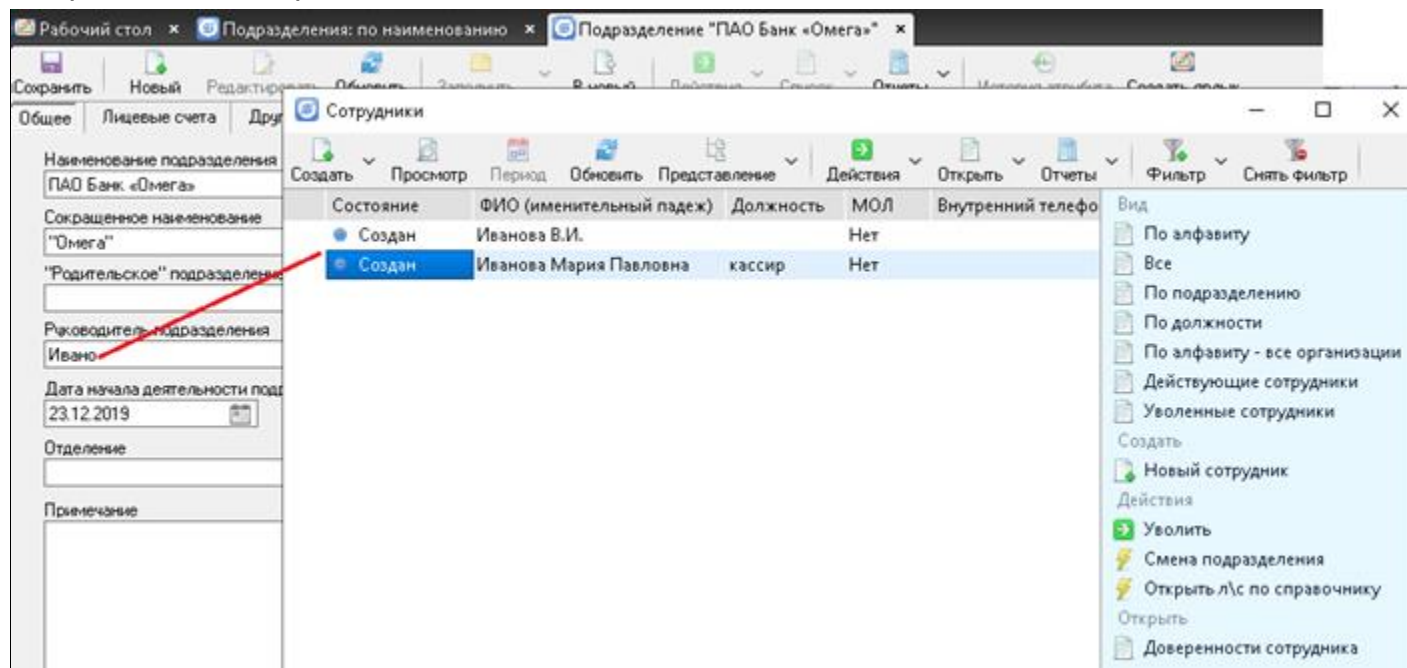 Рабочий стол × Подразделения: по наименованию × Подразделение "ПАО Банк «Омега»" ×
Сохранить Новый Редактировать Обновить В новый Отчеты
Общее Лицевые счета Друг
Наименование подразделения
ПАО Банк «Омега»
Сокращенное наименование
"Омега"
"Родительское" подразделение
Руководитель подразделения
Ивано
Дата начала деятельности подр
23.12.2019
Отделение
Примечание
Сотрудники
Создать Просмотр Период Обновить Представление Действия Открыть Отчеты Фильтр Снять фильтр
Состояние ФИО (именительный падеж) Должность МОЛ Внутренний телефо
Создан Иванова В.И. Нет
Создан Иванова Мария Павловна кассир Нет
Вид
По алфавиту
Все
По подразделению
По должности
По алфавиту - все организации
Действующие сотрудники
Уволенные сотрудники
Создать
Новый сотрудник
Действия
Уволить
Смена подразделения
Открыть л\с по справочнику
Открыть
Доверенности сотрудника